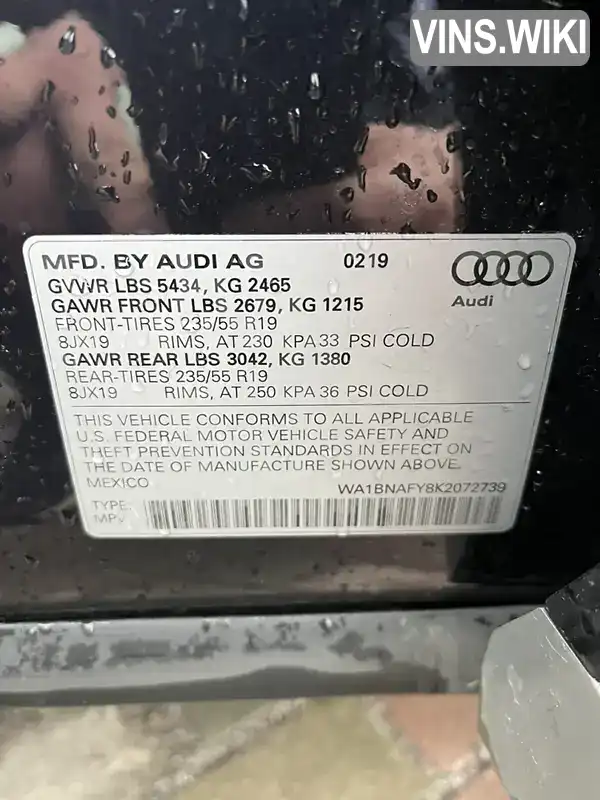 VINS.WIKI
MFD. BY AUDI AG 0219
GVWR LBS 5434, KG 2465
GAWR FRONT LBS 2679, KG 1215
Audi
FRONT-TIRES 235/55 R19
8JX19 RIMS, AT 230 KPA 33 PSI COLD
GAWR REAR LBS 3042, KG 1380
REAR-TIRES 235/55 R19
8JX19 RIMS, AT 250 KPA 36 PSI COLD
THIS VEHICLE CONFORMS TO ALL APPLICABLE
U.S. FEDERAL MOTOR VEHICLE SAFETY AND
THEFT PREVENTION STANDARDS IN EFFECT ON
THE DATE OF MANUFACTURE SHOWN ABOVE.
MEXICO WA1BNAFY8K2072739
TYPE: